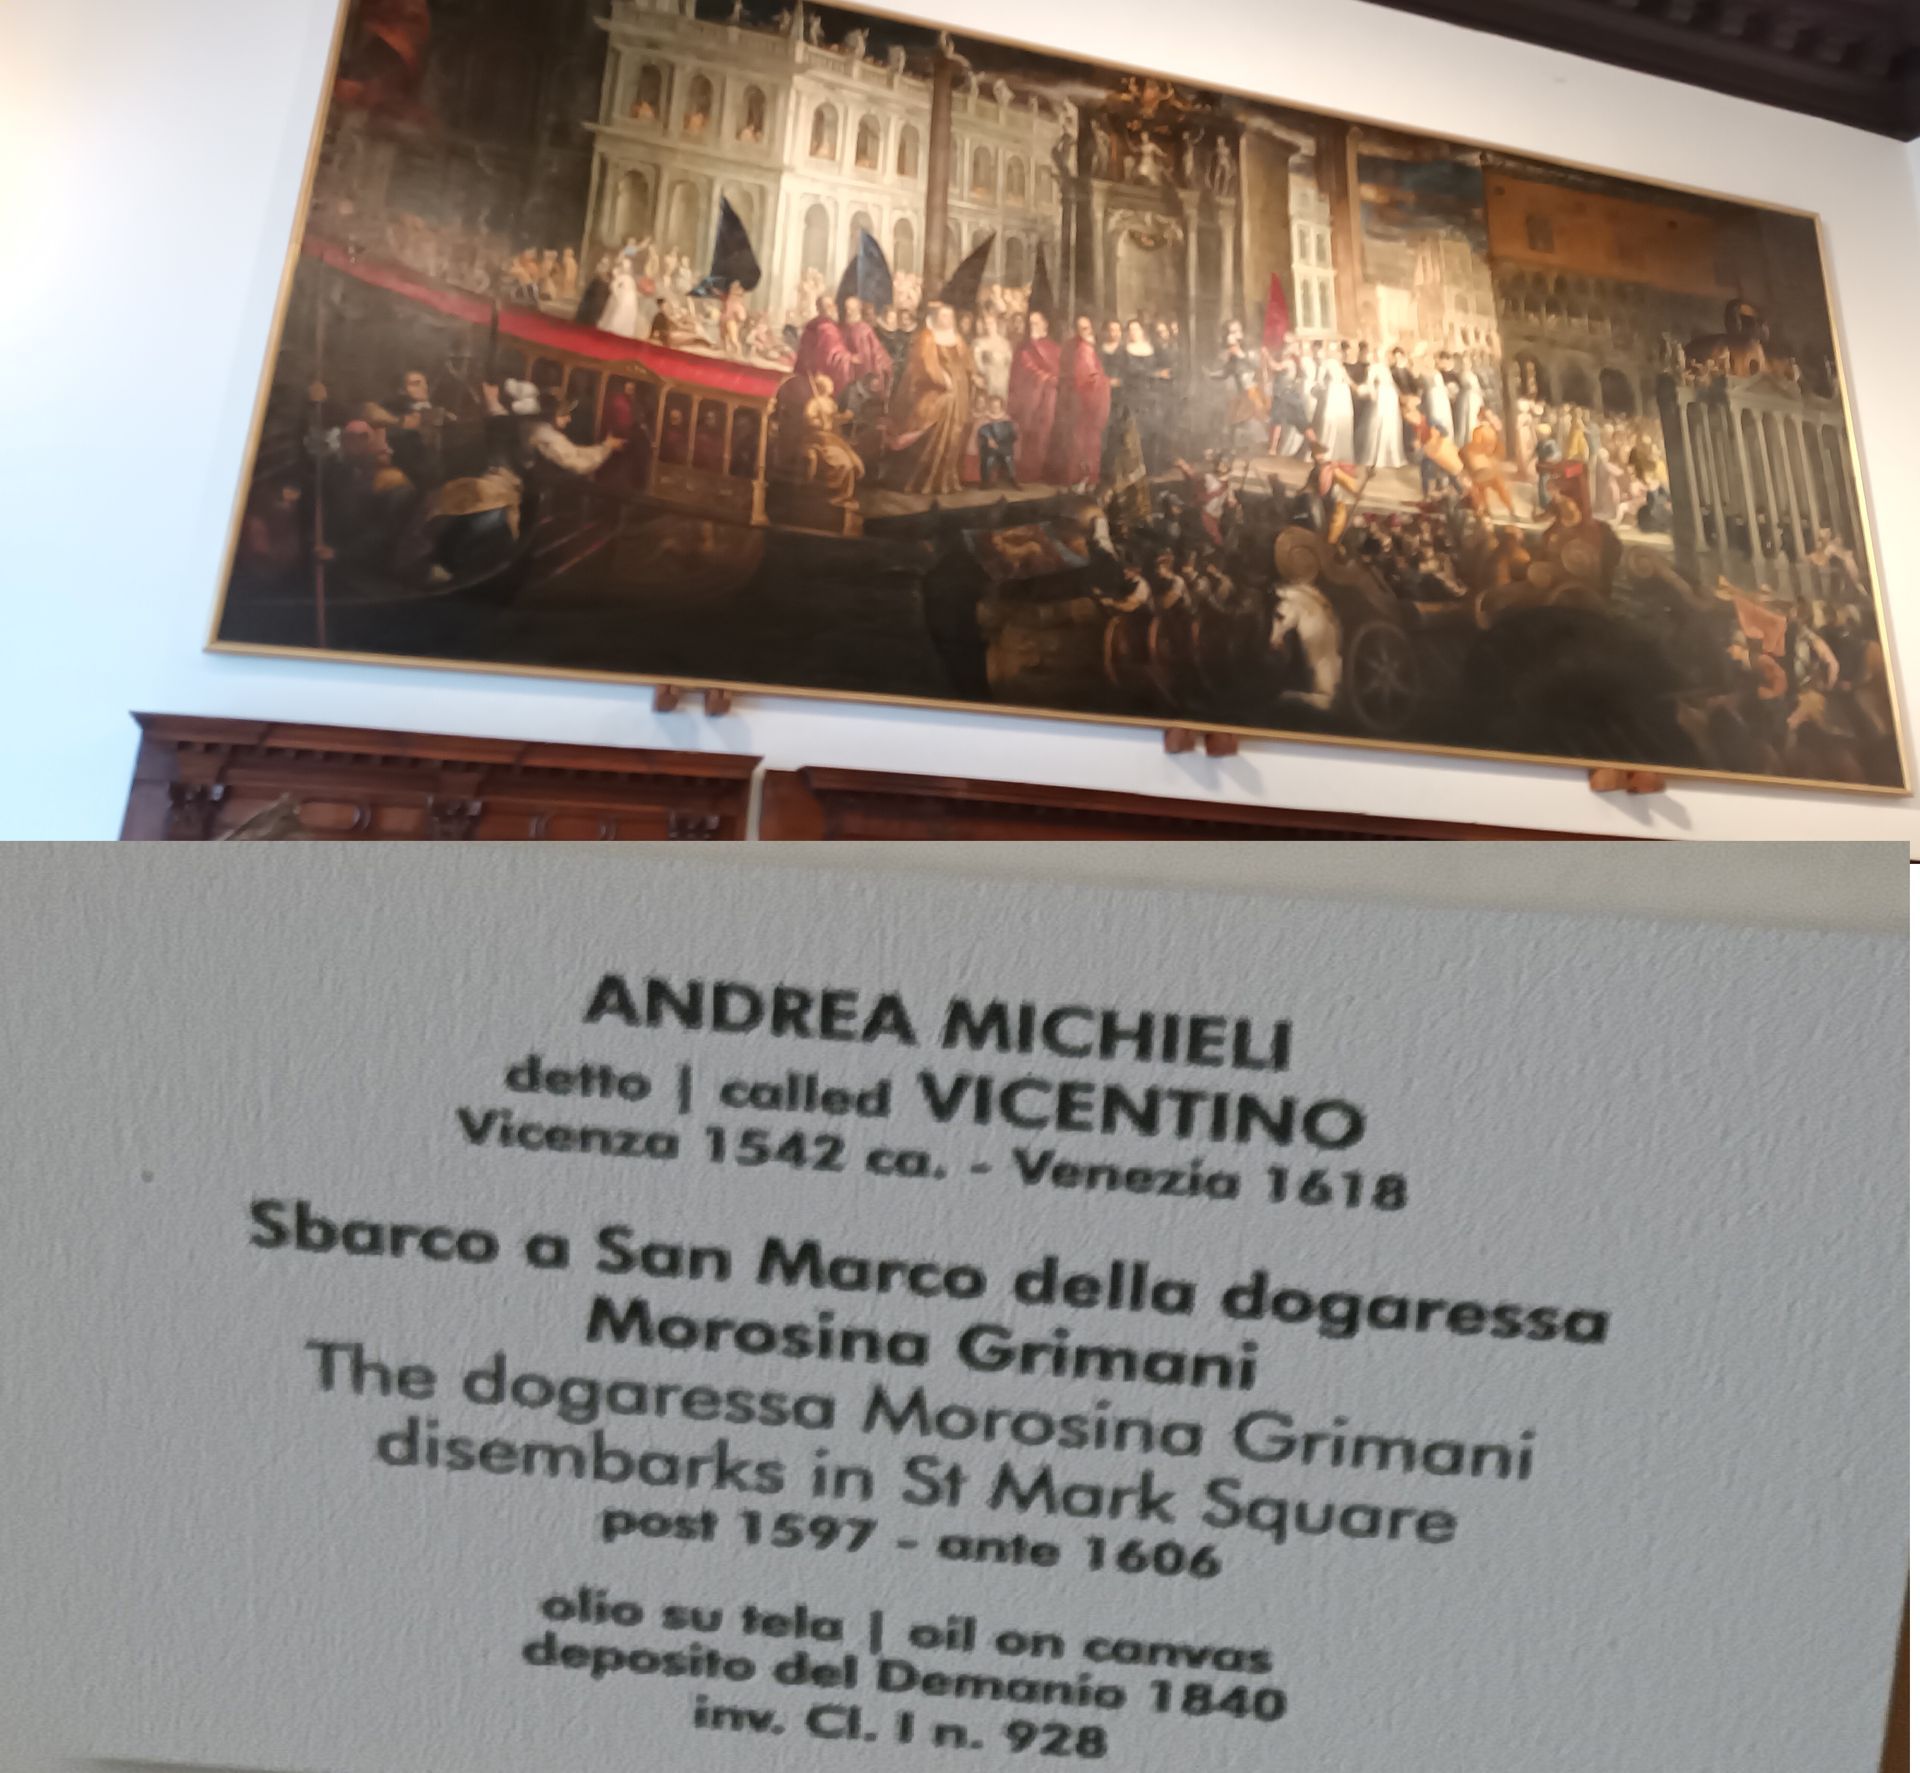 ANDREA MICHIELI
detto | called VICENTINO
Vicenza 1542 ca. - Venezia 1618
Sbarco a San Marco della dogaressa
Morosina Grimani
The dogaressa Morosina Grimani
disembarks in St Mark Square
post 1597 - ante 1606
olio su tela | oil on canvas
deposito del Demanio 1840
inv. Cl. I n. 928